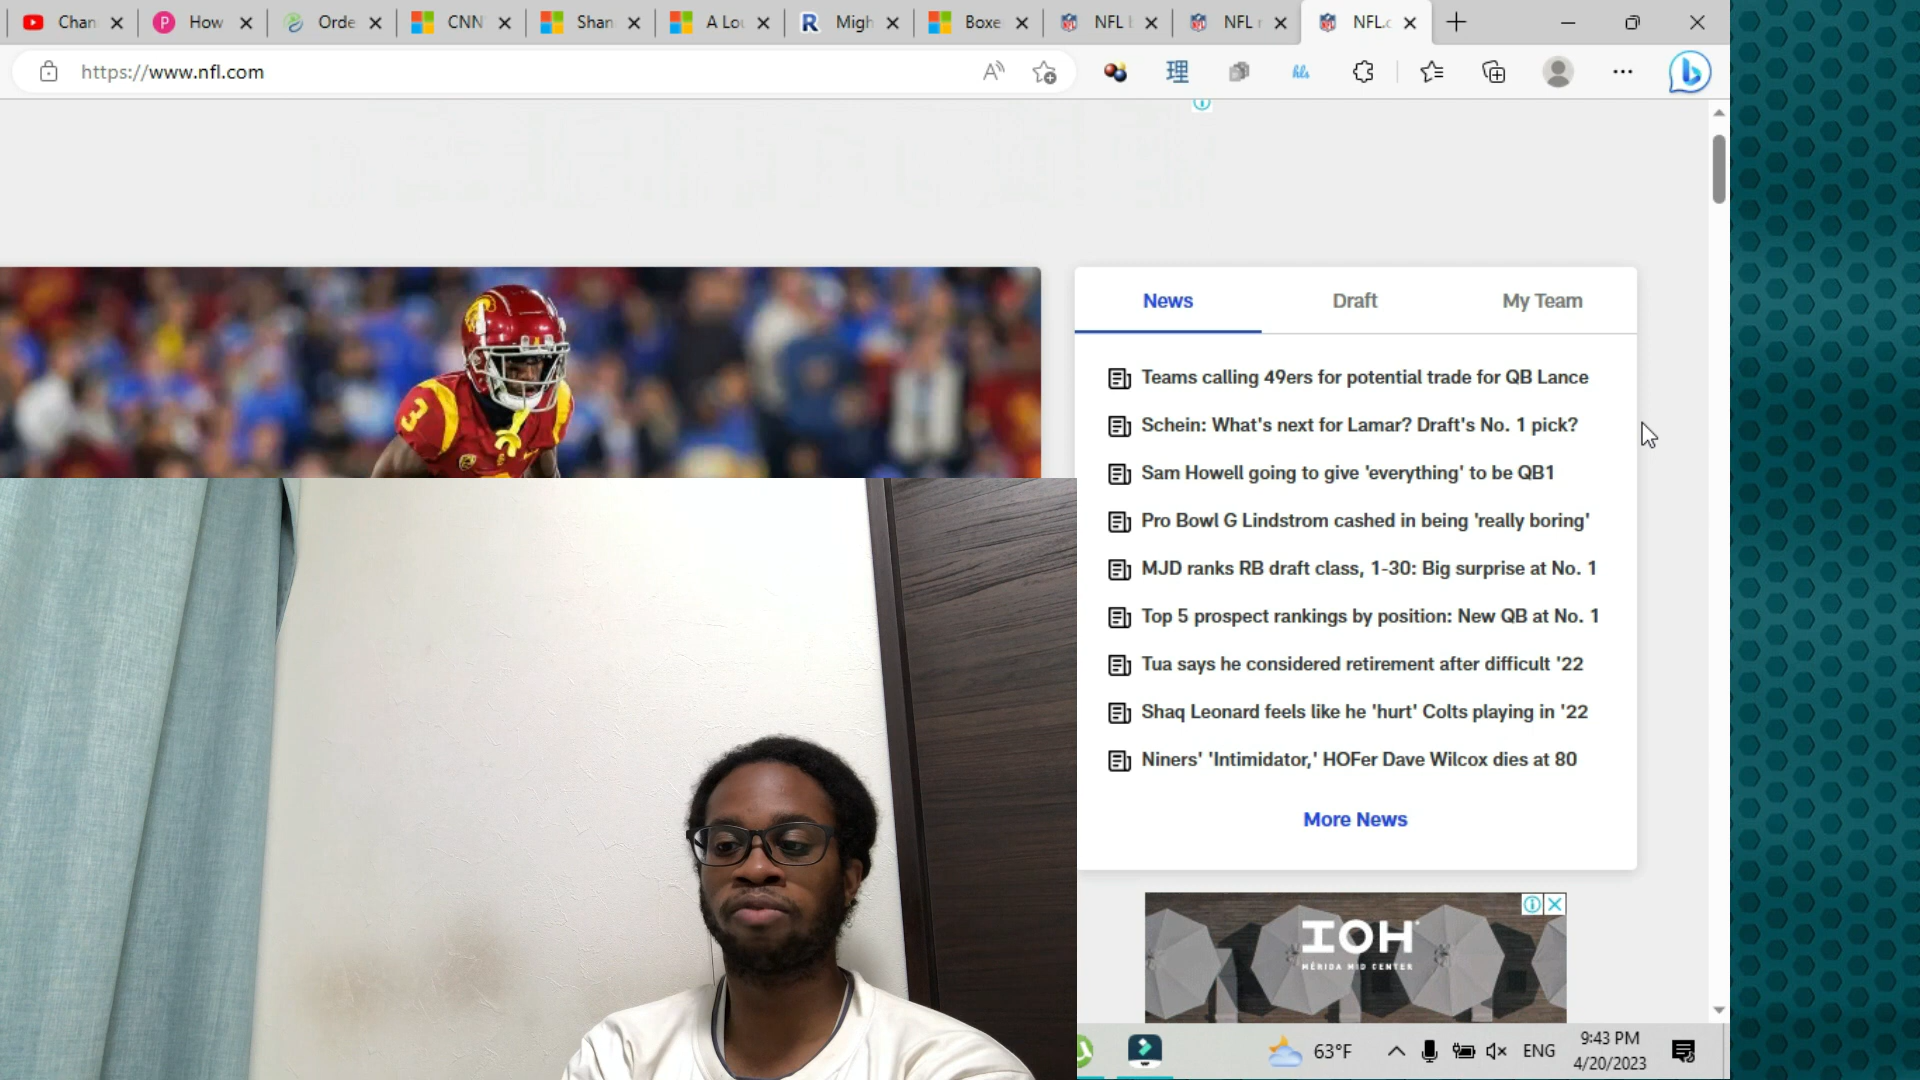 Chan
How
Orde
CNN
Shan
A Lou
Migh
Boxe
NFL
NFL
NFL.c
https://www.nfl.com
理
hls
News
Draft
My Team
Teams calling 49ers for potential trade for QB Lance
Schein: What's next for Lamar? Draft's No. 1 pick?
3
Sam Howell going to give 'everything' to be QB1
Pro Bowl G Lindstrom cashed in being 'really boring'
MJD ranks RB draft class, 1-30: Big surprise at No. 1
Top 5 prospect rankings by position: New QB at No. 1
Tua says he considered retirement after difficult '22
Shaq Leonard feels like he 'hurt' Colts playing in '22
Niners' 'Intimidator,' HOFer Dave Wilcox dies at 80
More News
IOH
MÉRIDA MID CENTER
63°F
ENG
9:43 PM
4/20/2023